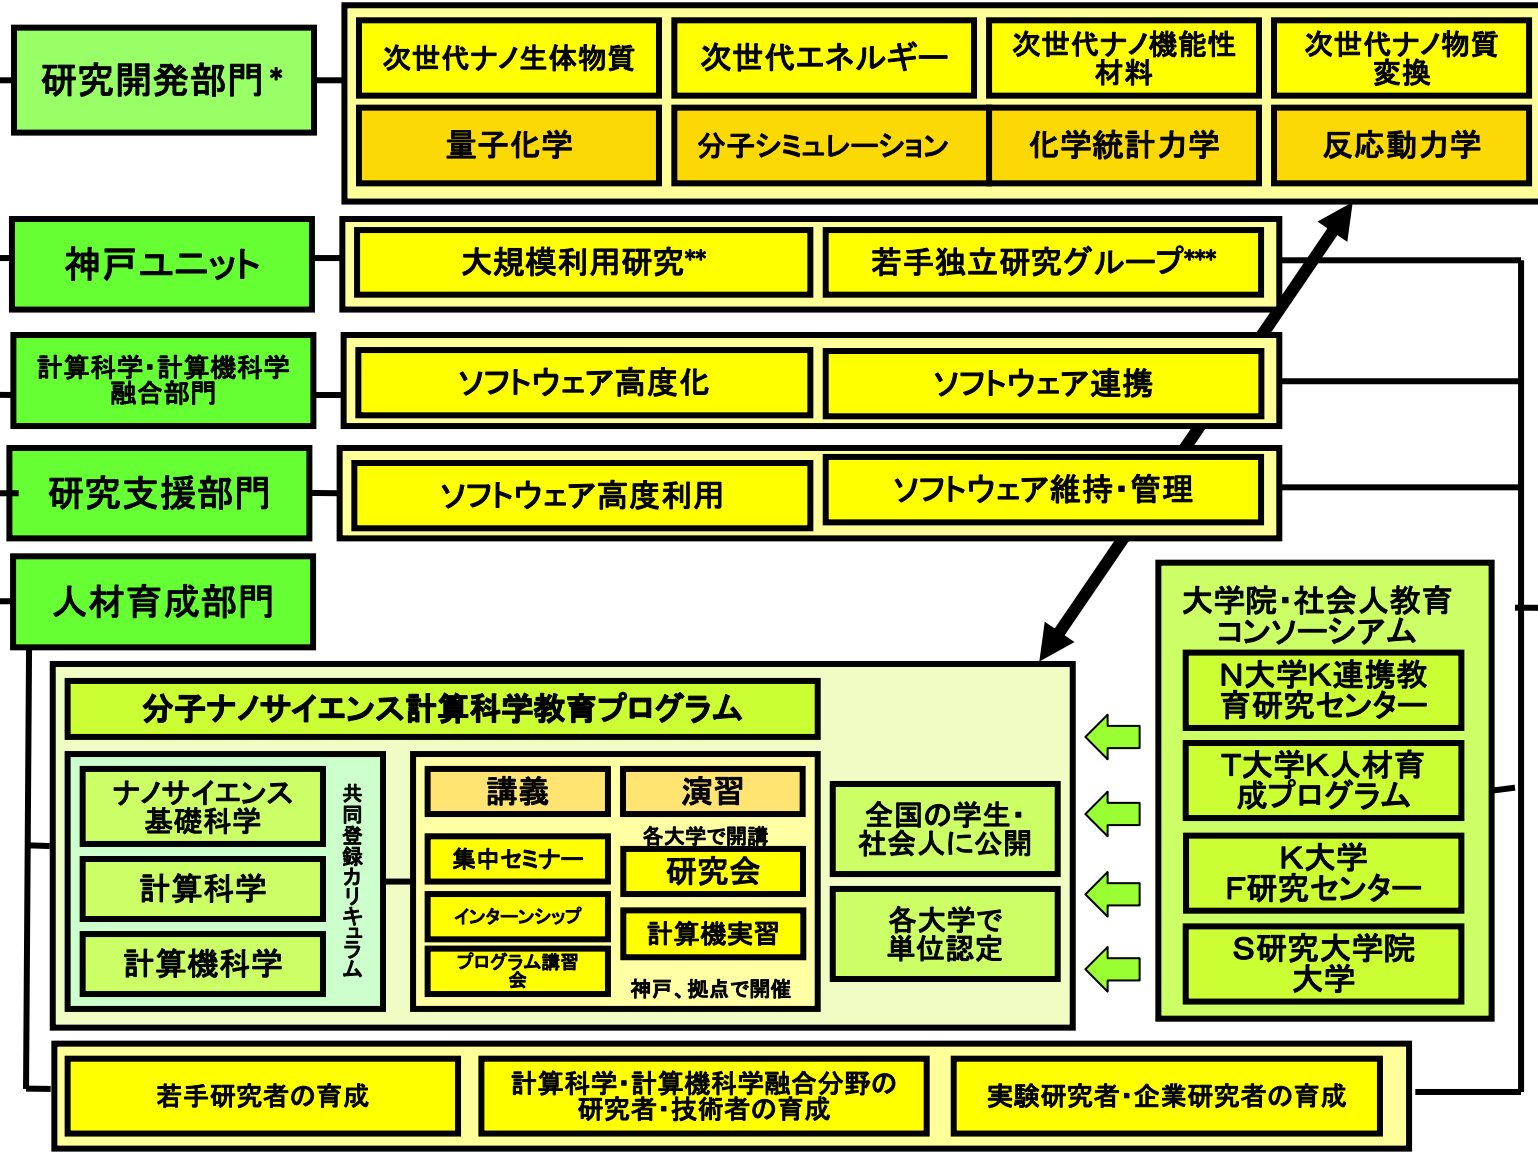 研究開発部門*
次世代ナノ生体物質
次世代エネルギー
次世代ナノ機能性
材料
次世代ナノ物質
変換
量子化学
分子シミュレーション
化学統計力学
反応動力学
神戸ユニット
大規模利用研究**
若手独立研究グループ***
計算科学・計算機科学
融合部門
ソフトウェア高度化
ソフトウェア連携
研究支援部門
ソフトウェア高度利用
ソフトウェア維持・管理
人材育成部門
分子ナノサイエンス計算科学教育プログラム
ナノサイエンス
基礎科学
計算科学
計算機科学
共同登録カリキュラム
講義
演習
各大学で開講
集中セミナー
研究会
インターンシップ
計算機実習
プログラム講習
会
神戸、拠点で開催
全国の学生・
社会人に公開
各大学で
単位認定
大学院・社会人教育
コンソーシアム
N大学K連携教
育研究センター
T大学K人材育
成プログラム
K大学
F研究センター
S研究大学院
大学
若手研究者の育成
計算科学・計算機科学融合分野の
研究者・技術者の育成
実験研究者・企業研究者の育成